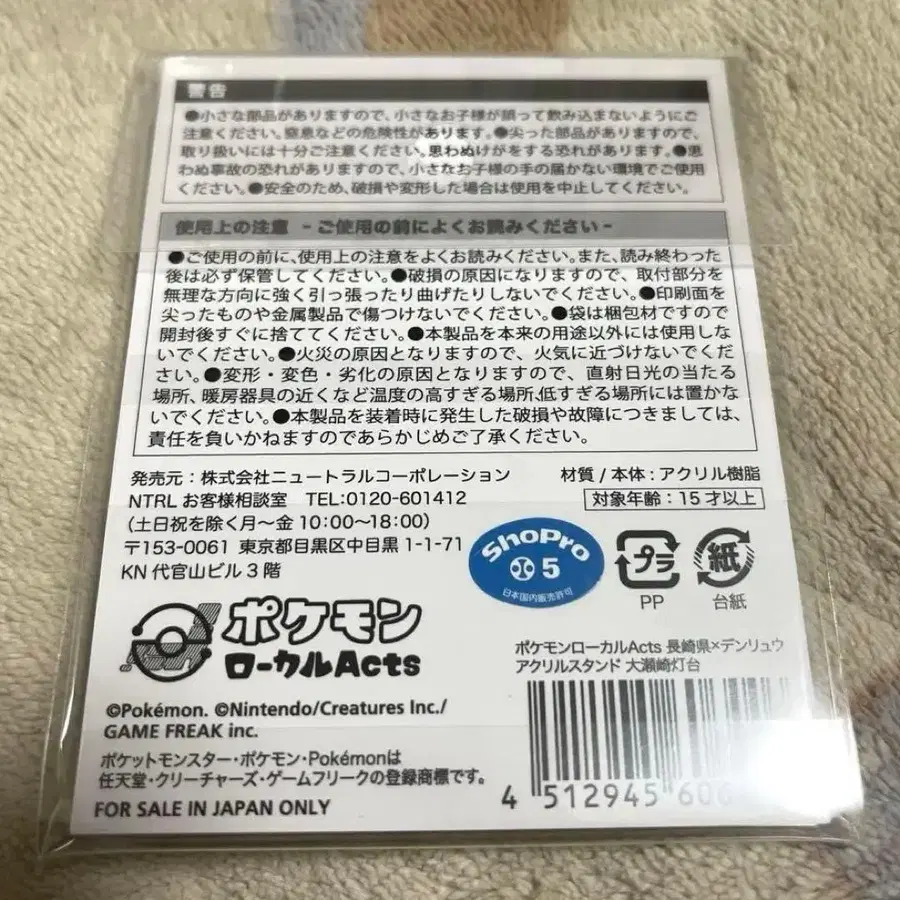 警告
●小さな部品がありますので、小さなお子様が誤って飲み込まないようにご
注意ください。窒息などの危険性があります。●尖った部品がありますので、
取り扱いには十分ご注意ください。思わぬけがをする恐れがあります。●思
わぬ事故の恐れがありますので、小さなお子様の手の届かない環境でご使用
ください。●安全のため、破損や変形した場合は使用を中止してください。
使用上の注意 -ご使用の前によくお読みください-
●ご使用の前に、使用上の注意をよくお読みください。また、読み終わった
後は必ず保管してください。●破損の原因になりますので、取付部分を
無理な方向に強く引っ張ったり曲げたりしないでください。●印刷面を
尖ったものや金属製品で傷つけないでください。●袋は梱包材ですので
開封後すぐに捨ててください。●本製品を本来の用途以外には使用しな
いでください。●火災の原因となりますので、火気に近づけないでくださ
い。●変形・変色・劣化の原因となりますので、直射日光の当たる
場所、暖房器具の近くなど温度の高すぎる場所、低すぎる場所には置かな
いでください。●本製品を装着時に発生した破損や故障につきましては、
責任を負いかねますのであらかじめご了承ください。
発売元:株式会社ニュートラルコーポレーション
NTRL お客様相談室 TEL:0120-601412
(土日祝を除く月〜金 10:00〜18:00)
〒153-0061 東京都目黒区中目黒 1-1-71
KN 代官山ビル 3 階
材質/本体:アクリル樹脂
対象年齢:15才以上
ShoPro
5
日本国内販売許可
プラ
PP
紙
台紙
ポケモン
ローカルActs
ポケモンローカルActs 長崎県×デンリュウ
アクリルスタンド 大瀬崎灯台
©Pokémon. ©Nintendo/Creatures Inc./
GAME FREAK inc.
ポケットモンスター・ポケモン・Pokémonは
任天堂・クリーチャーズ・ゲームフリークの登録商標です。
FOR SALE IN JAPAN ONLY
4 512945 60